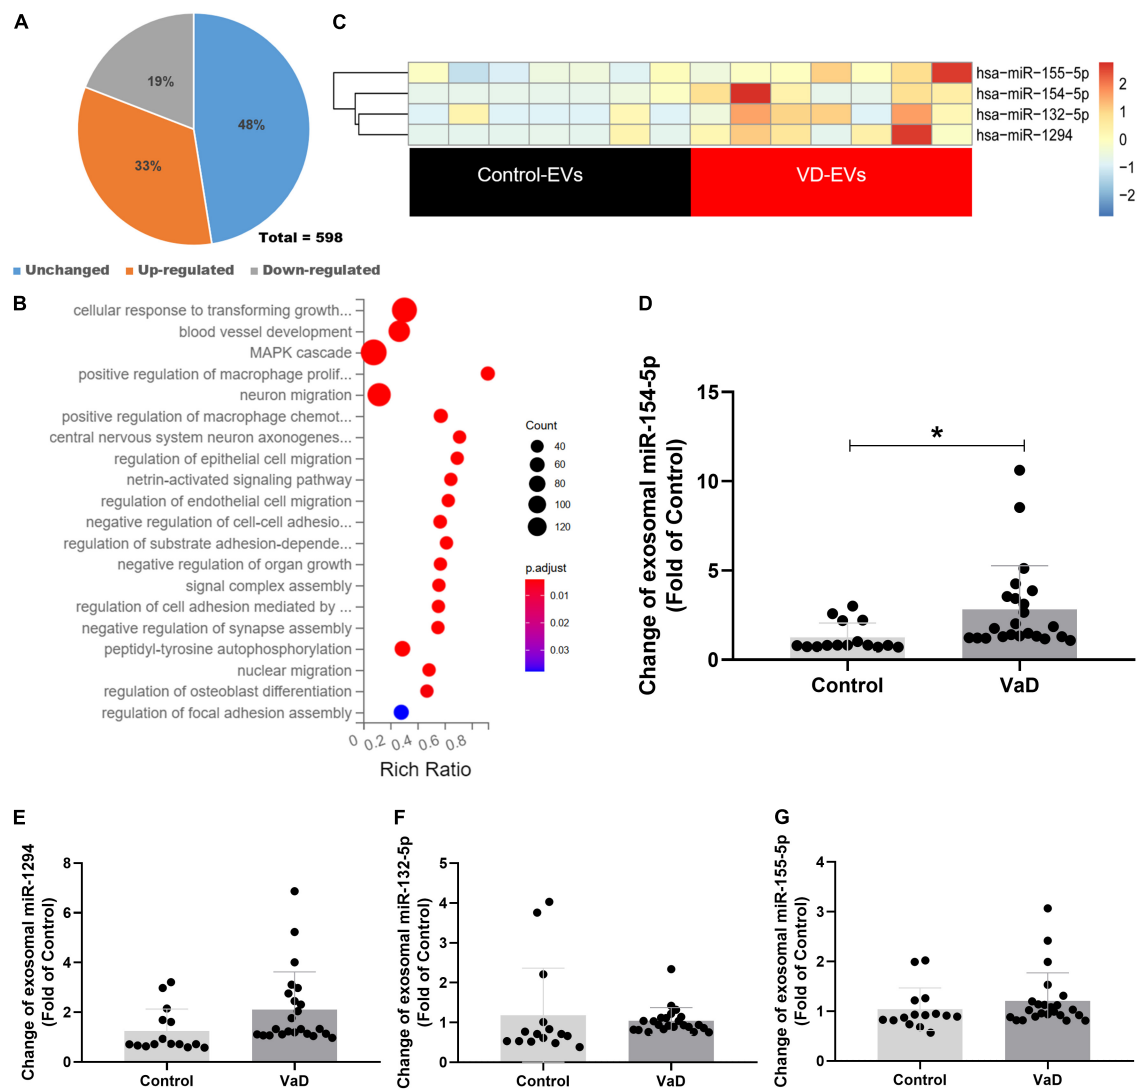 A
19%
48%
33%
Total = 598
Unchanged Up-regulated Down-regulated
C
hsa-miR-155-5p
hsa-miR-154-5p
hsa-miR-132-5p
hsa-miR-1294
Control-EVs VD-EVs
2
1
0
−1
−2
B
cellular response to transforming growth...
blood vessel development
MAPK cascade
positive regulation of macrophage prolif...
neuron migration
positive regulation of macrophage chemot...
central nervous system neuron axonogenes...
regulation of epithelial cell migration
netrin-activated signaling pathway
regulation of endothelial cell migration
negative regulation of cell-cell adhesio...
regulation of substrate adhesion-depende...
negative regulation of organ growth
signal complex assembly
regulation of cell adhesion mediated by ...
negative regulation of synapse assembly
peptidyl-tyrosine autophosphorylation
nuclear migration
regulation of osteoblast differentiation
regulation of focal adhesion assembly
0 0.2 0.4 0.6 0.8
Rich Ratio
Count
40
60
80
100
120
p.adjust
0.01
0.02
0.03
D
Change of exosomal miR-154-5p
(Fold of Control)
15
10
5
0
*
Control VaD
E
Change of exosomal miR-1294
(Fold of Control)
8
6
4
2
0
Control VaD
F
Change of exosomal miR-132-5p
(Fold of Control)
5
4
3
2
1
0
Control VaD
G
Change of exosomal miR-155-5p
(Fold of Control)
4
3
2
1
0
Control VaD